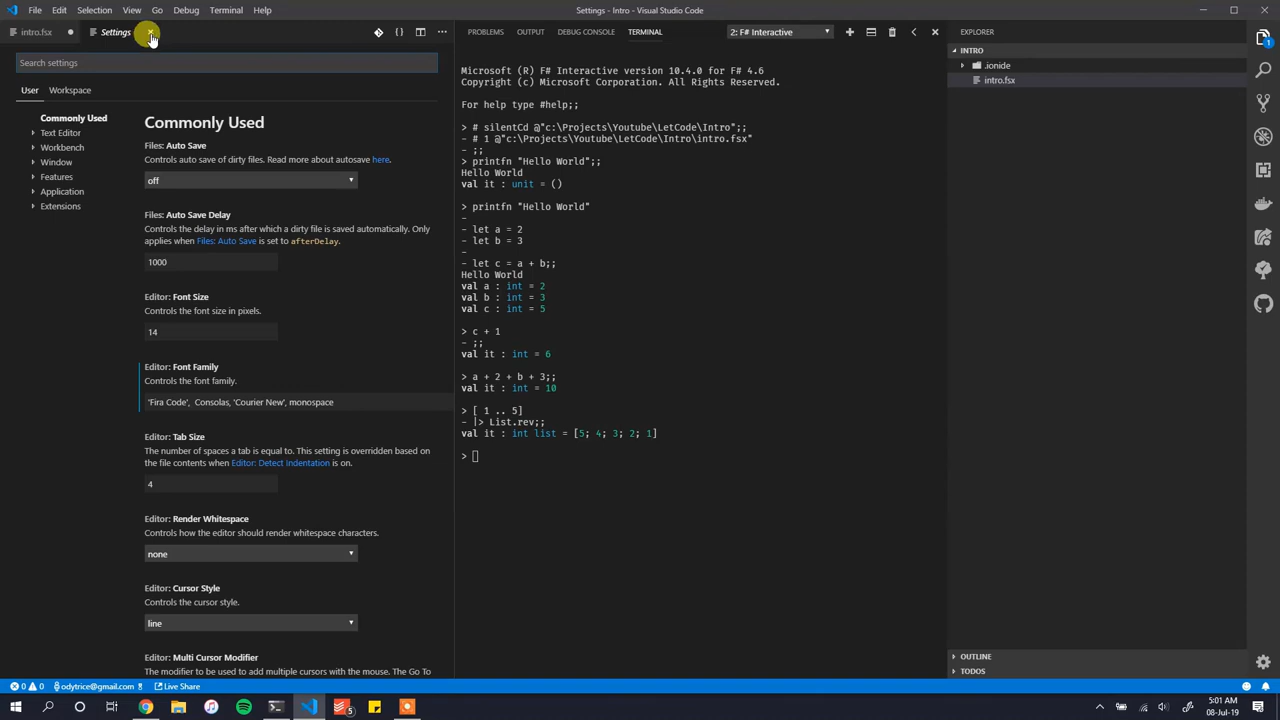 File Edit Selection View Go Debug Terminal Help
Settings - Intro - Visual Studio Code
intro.fsx
Settings
PROBLEMS OUTPUT DEBUG CONSOLE TERMINAL
2: F# Interactive
EXPLORER
Search settings
User Workspace
Commonly Used
Text Editor
Workbench
Window
Features
Application
Extensions
Commonly Used
Files: Auto Save
Controls auto save of dirty files. Read more about autosave here.
off
Files: Auto Save Delay
Controls the delay in ms after which a dirty file is saved automatically. Only
applies when Files: Auto Save is set to afterDelay.
1000
Editor: Font Size
Controls the font size in pixels.
14
Editor: Font Family
Controls the font family.
'Fira Code', Consolas, 'Courier New', monospace
Editor: Tab Size
The number of spaces a tab is equal to. This setting is overridden based on
the file contents when Editor: Detect Indentation is on.
4
Editor: Render Whitespace
Controls how the editor should render whitespace characters.
none
Editor: Cursor Style
Controls the cursor style.
line
Editor: Multi Cursor Modifier
The modifier to be used to add multiple cursors with the mouse. The Go To
Microsoft (R) F# Interactive version 10.4.0 for F# 4.6
Copyright (c) Microsoft Corporation. All Rights Reserved.
For help type #help;;
> # silentCd @"c:\Projects\Youtube\LetCode\Intro";;
- # 1 @"c:\Projects\Youtube\LetCode\Intro\intro.fsx"
- ;;
> printfn "Hello World";;
Hello World
val it : unit = ()
> printfn "Hello World"
-
- let a = 2
- let b = 3
-
- let c = a + b;;
Hello World
val a : int = 2
val b : int = 3
val c : int = 5
> c + 1
- ;;
val it : int = 6
> a + 2 + b + 3;;
val it : int = 10
> [ 1 .. 5]
- |> List.rev;;
val it : int list = [5; 4; 3; 2; 1]
>
INTRO
.ionide
intro.fsx
OUTLINE
TODOS
1
0 0 odytrice@gmail.com Live Share
5
5:01 AM
08-Jul-19